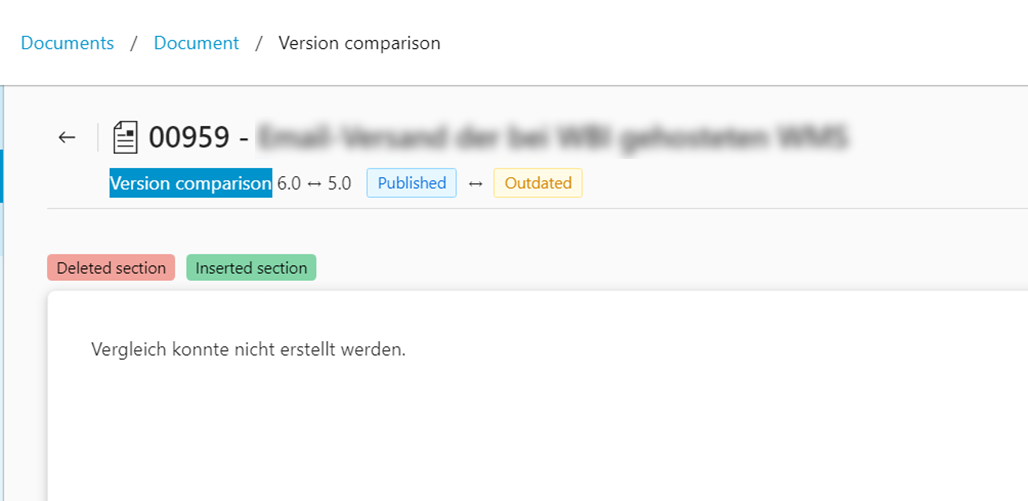 Documents / Document / Version comparison
← 00959 -
Version comparison 6.0 ↔ 5.0 Published ↔ Outdated
Deleted section Inserted section
Vergleich konnte nicht erstellt werden.